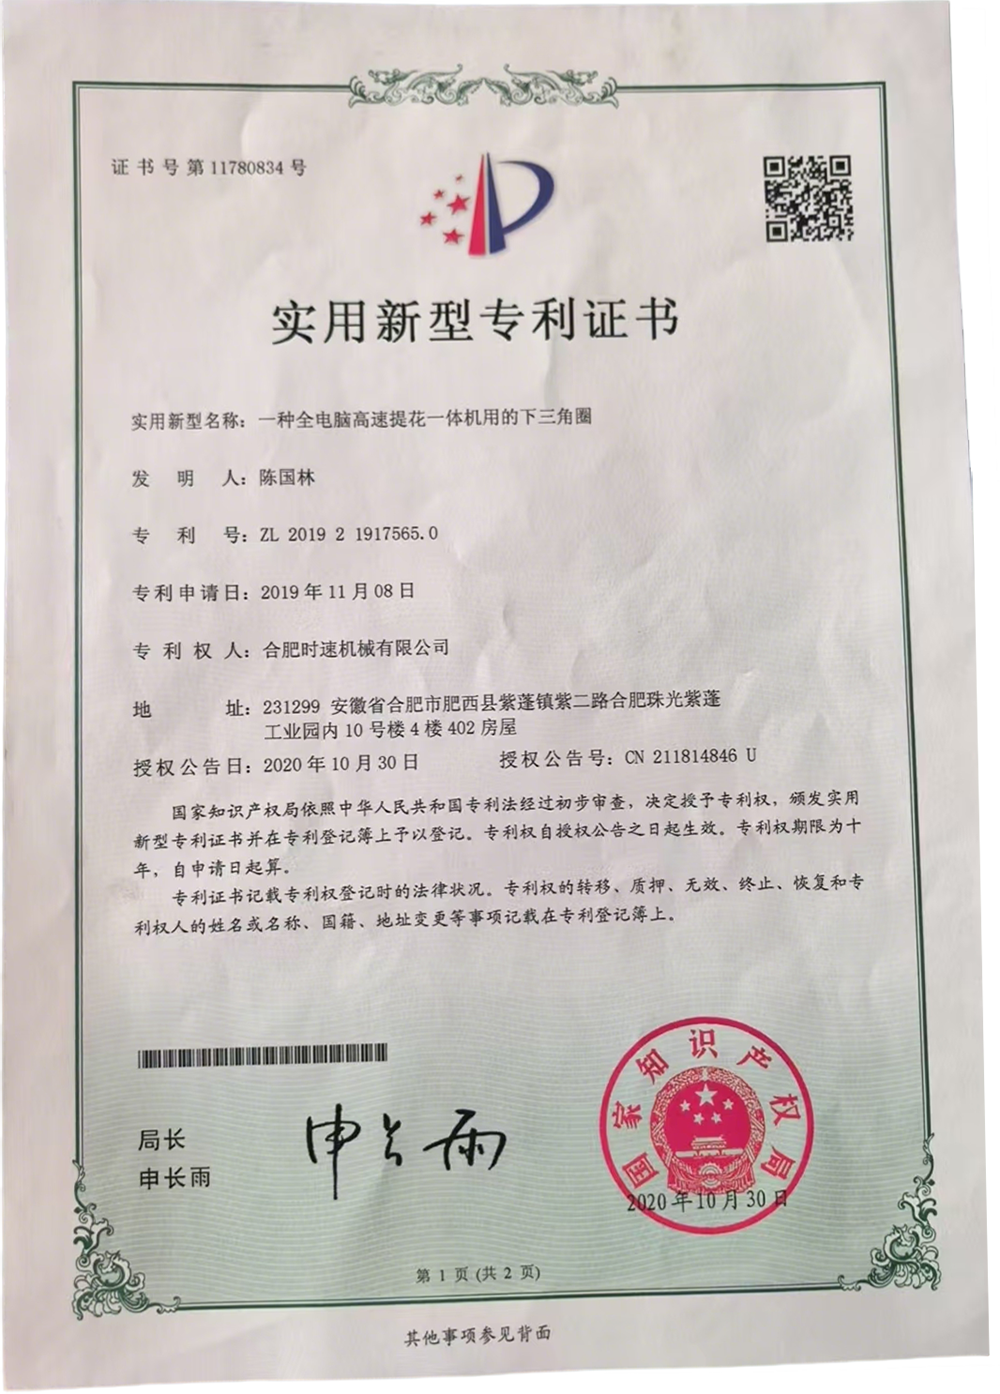 证书号第11780834号
实用新型专利证书
实用新型名称：一种全电脑高速提花一体机用的下三角圈
发明人：陈国林
专利号：ZL 2019 2 1917565.0
专利申请日：2019年11月08日
专利权人：合肥时速机械有限公司
地址：231299 安徽省合肥市肥西县紫蓬镇紫二路合肥珠光紫蓬
工业园内10号楼4楼402房屋
授权公告日：2020年10月30日 授权公告号：CN 211814846 U
国家知识产权局依照中华人民共和国专利法经过初步审查，决定授予专利权，颁发实用
新型专利证书并在专利登记簿上予以登记。专利权自授权公告之日起生效。专利权期限为十
年，自申请日起算。
专利证书记载专利权登记时的法律状况。专利权的转移、质押、无效、终止、恢复和专
利权人的姓名或名称、国籍、地址变更等事项记载在专利登记簿上。
局长
申长雨
申长雨
国家知识产权局
2020年10月30日
第1页(共2页)
其他事项参见背面